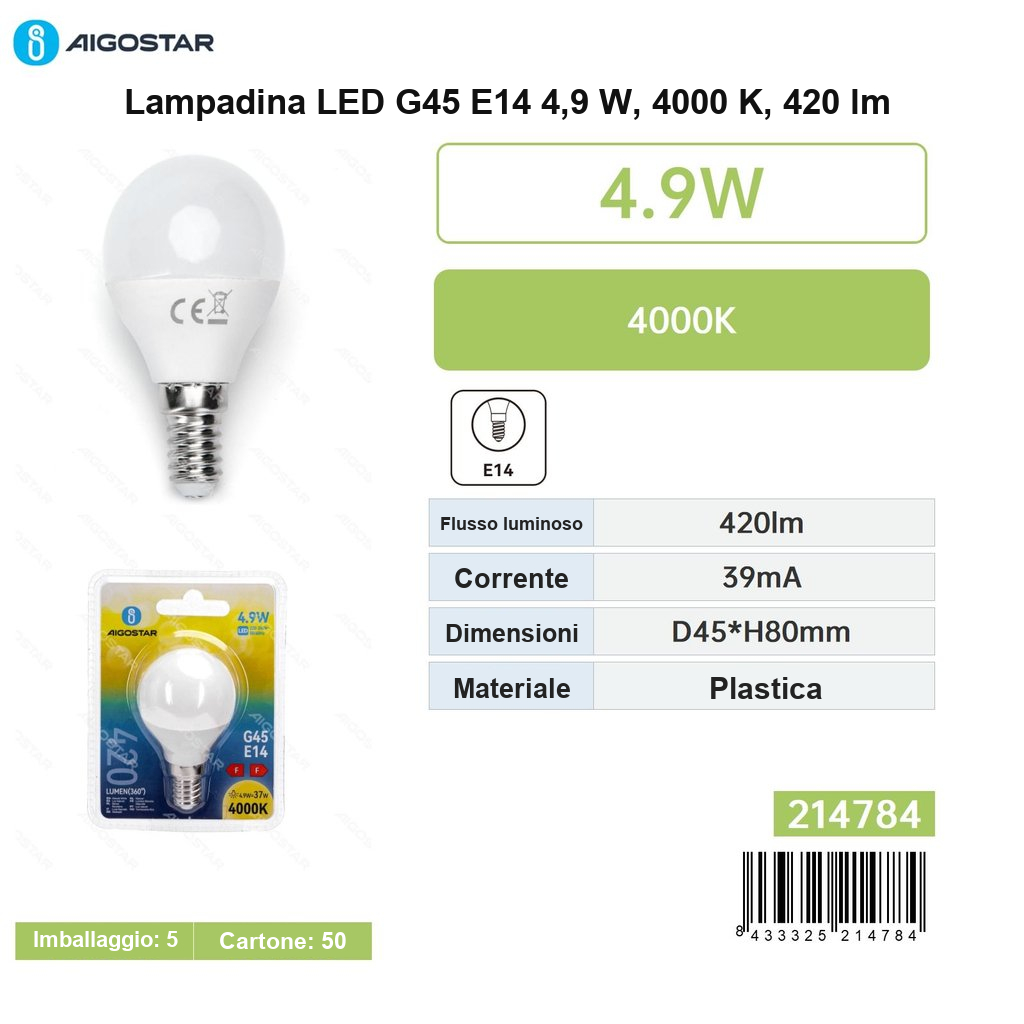 AIGOSTAR
Lampadina LED G45 E14 4,9 W, 4000 K, 420 lm
4.9W
4000K
CE
E14
Flusso luminoso 420lm
Corrente 39mA
Dimensioni D45*H80mm
Materiale Plastica
AIGOSTAR
4.9W
LED
G45
E14
420
F F
LUMEN(360°)
4.9W=37W
4000K
214784
8 433325 214784
Imballaggio: 5 Cartone: 50